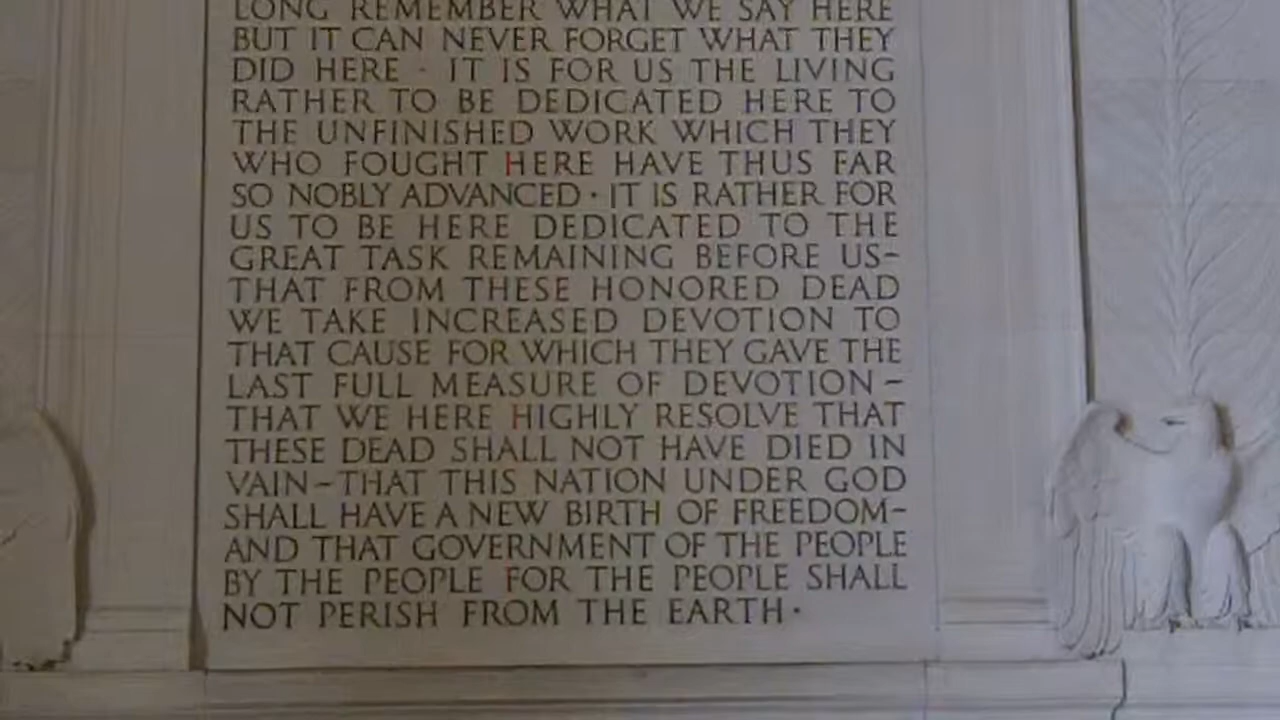 LONG REMEMBER WHAT WE SAY HERE
BUT IT CAN NEVER FORGET WHAT THEY
DID HERE · IT IS FOR US THE LIVING
RATHER TO BE DEDICATED HERE TO
THE UNFINISHED WORK WHICH THEY
WHO FOUGHT HERE HAVE THUS FAR
SO NOBLY ADVANCED · IT IS RATHER FOR
US TO BE HERE DEDICATED TO THE
GREAT TASK REMAINING BEFORE US–
THAT FROM THESE HONORED DEAD
WE TAKE INCREASED DEVOTION TO
THAT CAUSE FOR WHICH THEY GAVE THE
LAST FULL MEASURE OF DEVOTION –
THAT WE HERE HIGHLY RESOLVE THAT
THESE DEAD SHALL NOT HAVE DIED IN
VAIN–THAT THIS NATION UNDER GOD
SHALL HAVE A NEW BIRTH OF FREEDOM–
AND THAT GOVERNMENT OF THE PEOPLE
BY THE PEOPLE FOR THE PEOPLE SHALL
NOT PERISH FROM THE EARTH ·